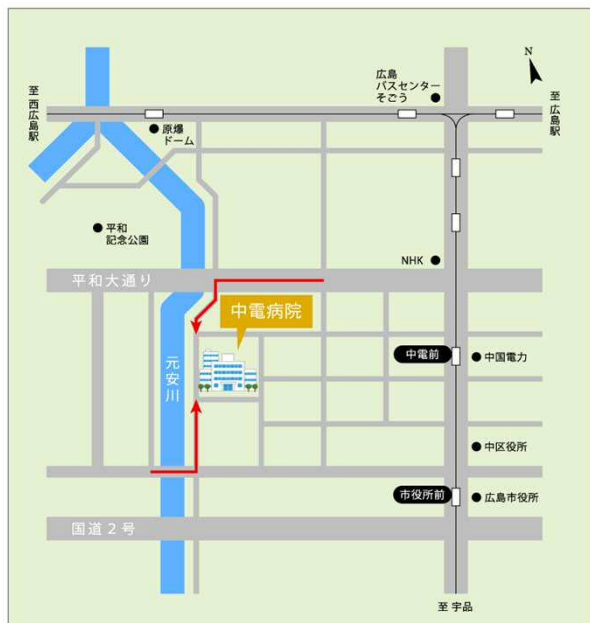 N
広島
バスセンター
そごう
至 西広島駅
至 広島駅
原爆
ドーム
平和
記念公園
NHK
平和大通り
中電病院
元安川
中電前
中国電力
中区役所
市役所前
広島市役所
国道2号
至 宇品